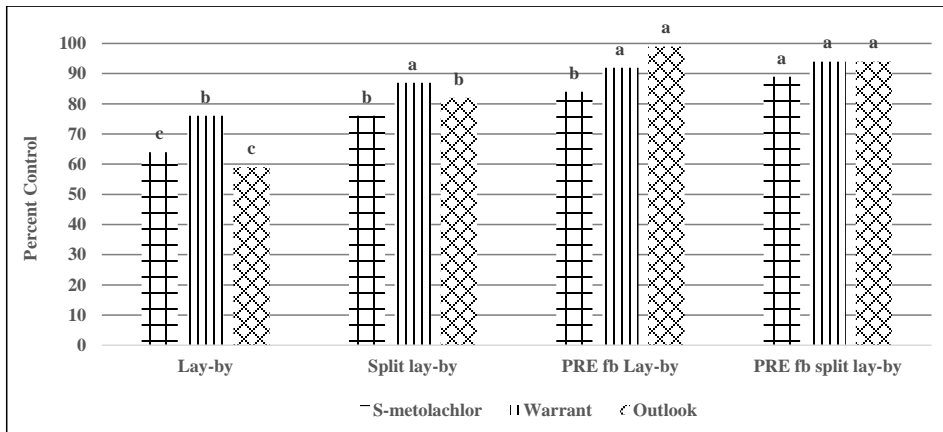 100
90
80
70
60
50
40
30
20
10
0
Percent Control
c b c
b a b
b a a
a a a
Lay-by Split lay-by PRE fb Lay-by PRE fb split lay-by
S-metolachlor Warrant Outlook